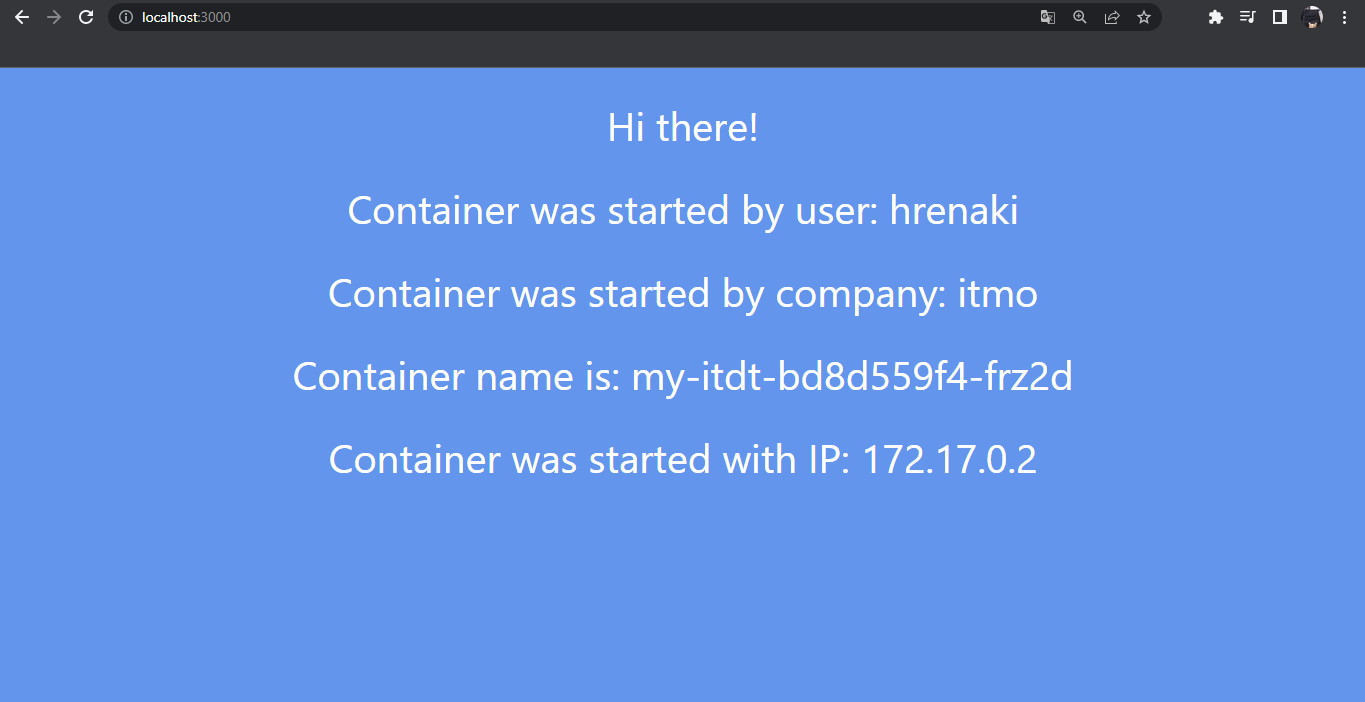 localhost:3000
Hi there!
Container was started by user: hrenaki
Container was started by company: itmo
Container name is: my-itdt-bd8d559f4-frz2d
Container was started with IP: 172.17.0.2